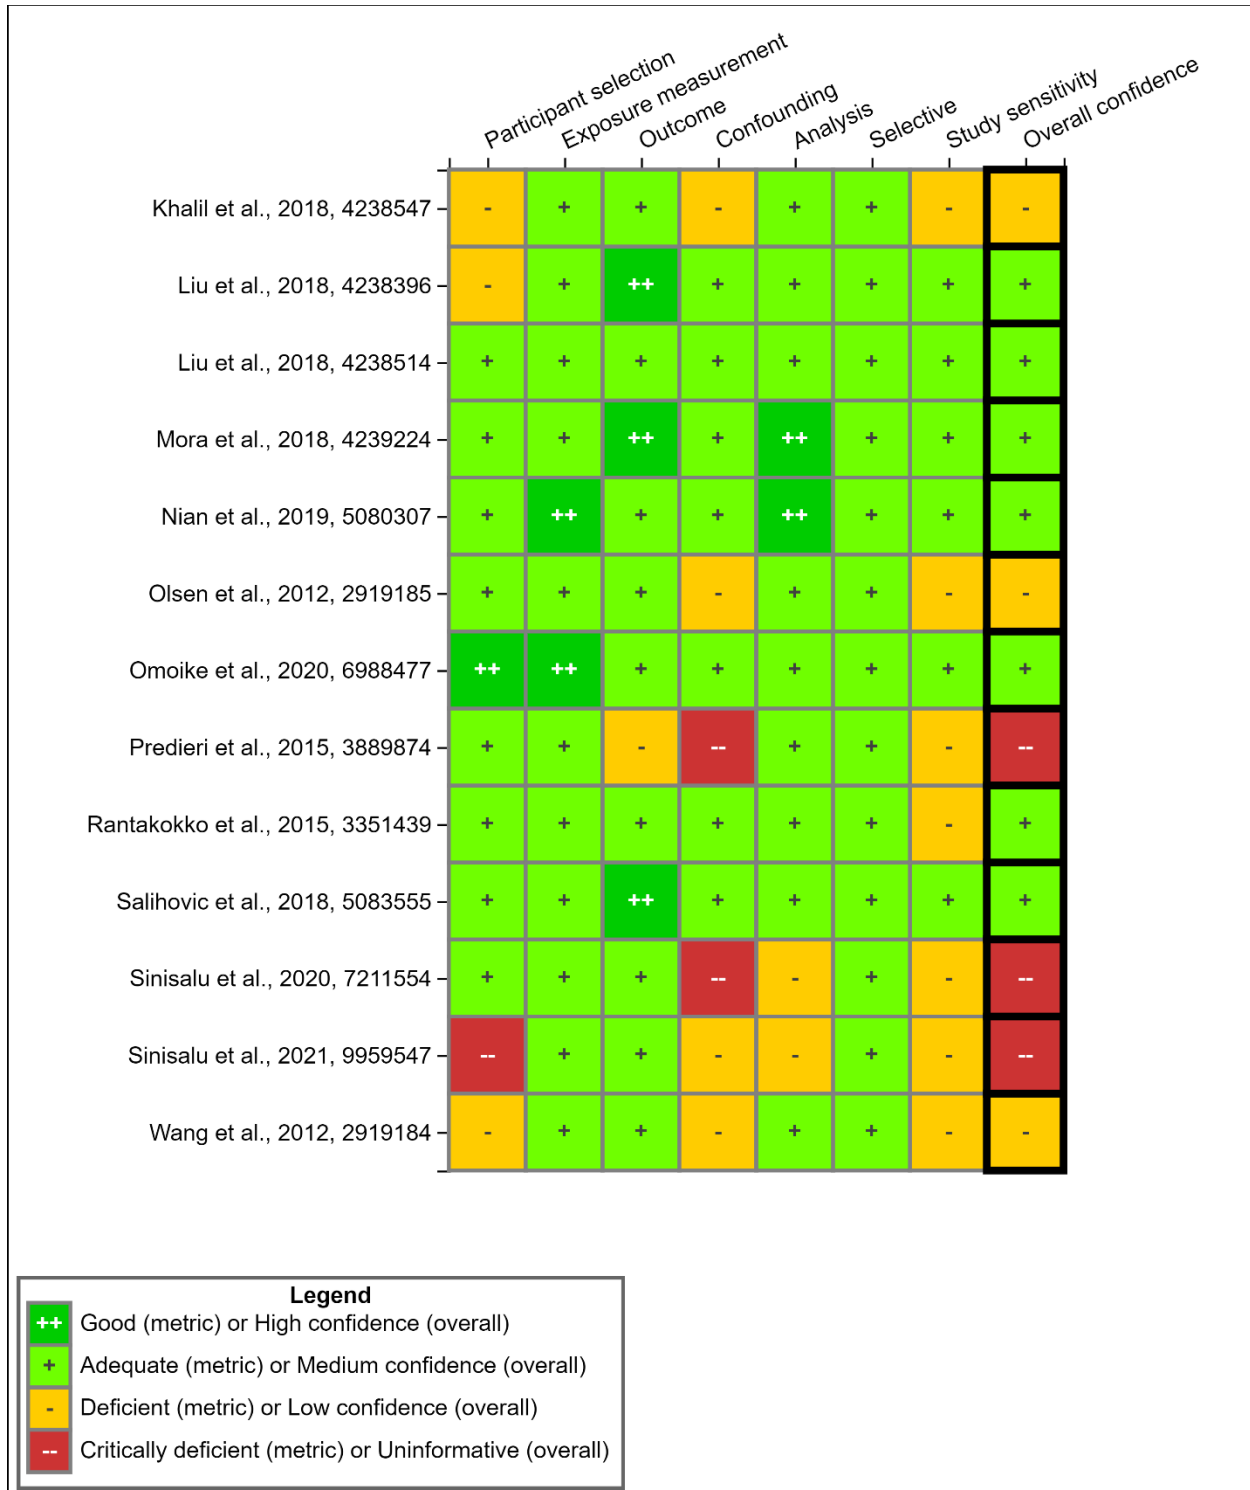 Participant selection
Exposure measurement
Outcome
Confounding
Analysis
Selective
Study sensitivity
Overall confidence
Khalil et al., 2018, 4238547 - + + - + + - -
Liu et al., 2018, 4238396 - + ++ + + + + +
Liu et al., 2018, 4238514 + + + + + + + +
Mora et al., 2018, 4239224 + + ++ + ++ + + +
Nian et al., 2019, 5080307 + ++ + + ++ + + +
Olsen et al., 2012, 2919185 + + + - + + - -
Omoike et al., 2020, 6988477 ++ ++ + + + + + +
Predieri et al., 2015, 3889874 + + - -- + + - --
Rantakokko et al., 2015, 3351439 + + + + + + - +
Salihovic et al., 2018, 5083555 + + ++ + + + + +
Sinisalu et al., 2020, 7211554 + + + -- - + - --
Sinisalu et al., 2021, 9959547 -- + + - - + - --
Wang et al., 2012, 2919184 - + + - + + - -
Legend
++ Good (metric) or High confidence (overall)
+ Adequate (metric) or Medium confidence (overall)
- Deficient (metric) or Low confidence (overall)
-- Critically deficient (metric) or Uninformative (overall)